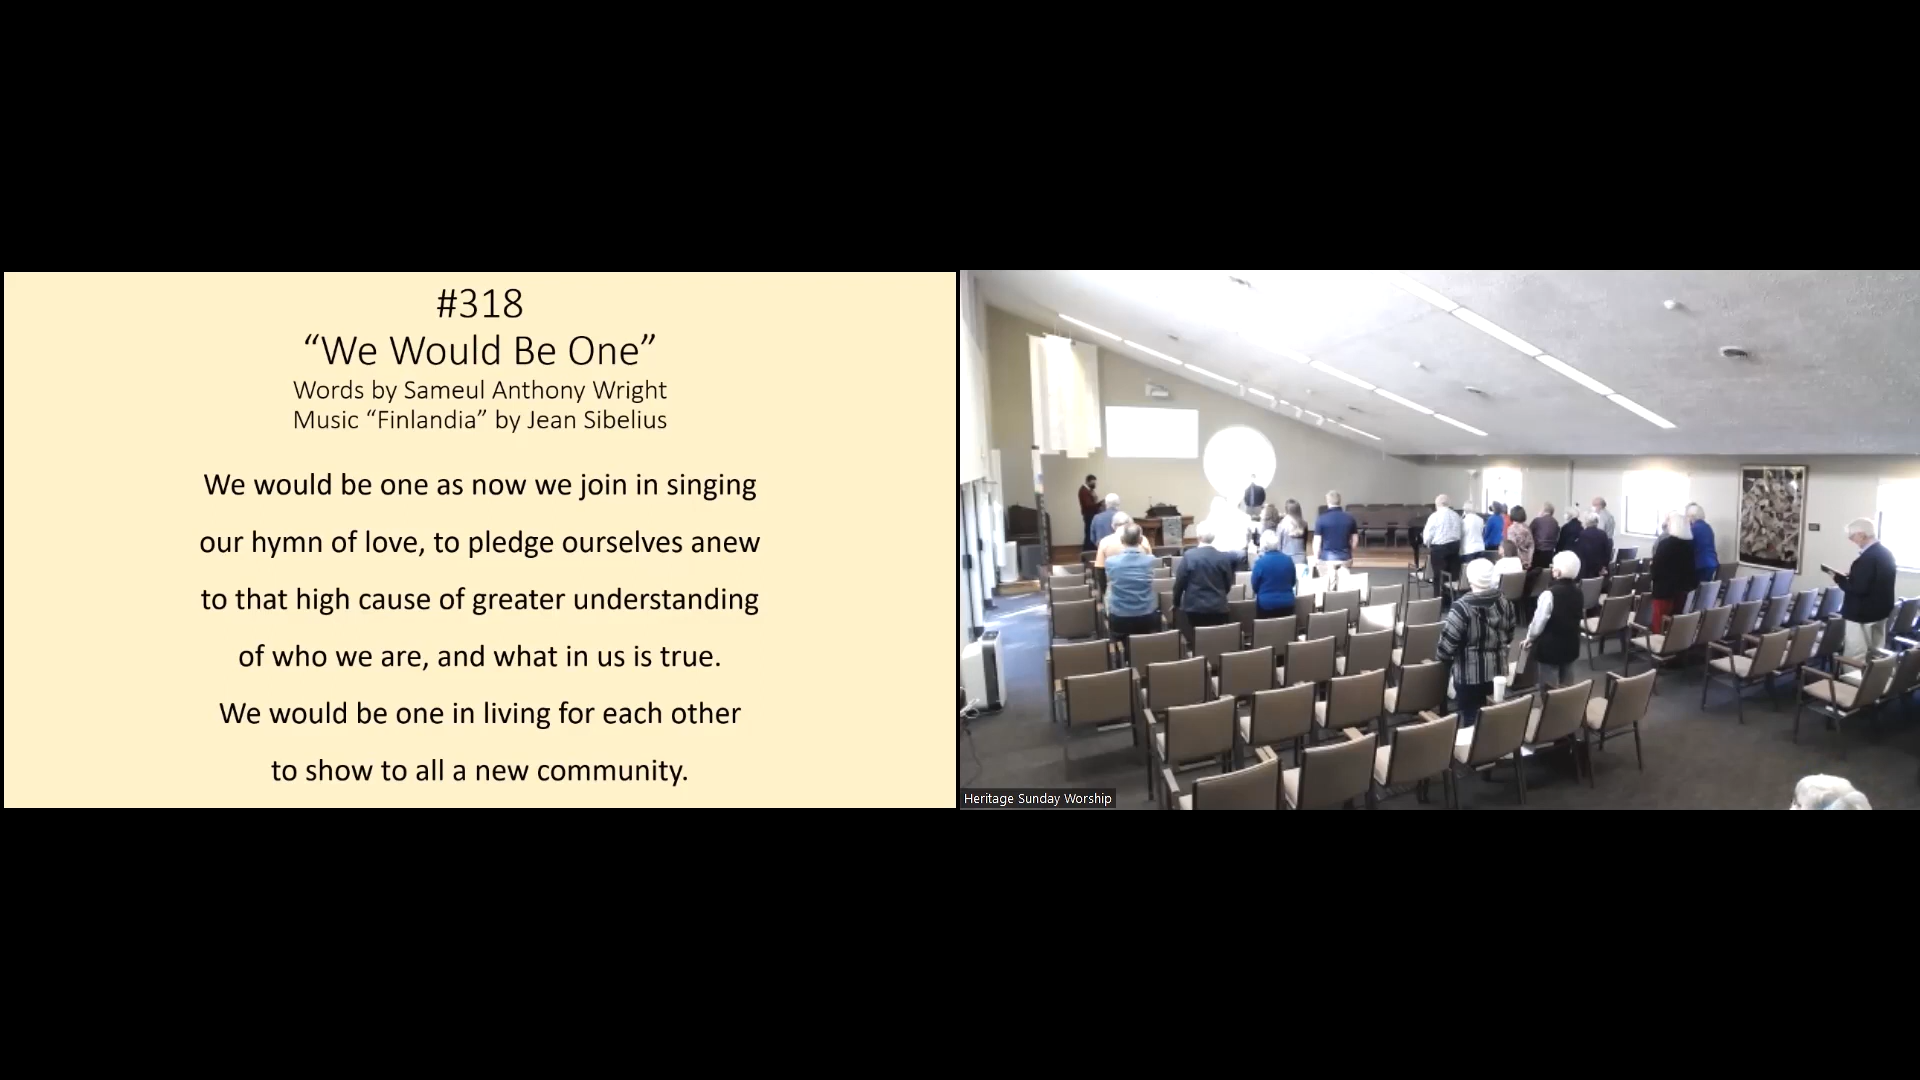 #318
“We Would Be One”
Words by Sameul Anthony Wright
Music “Finlandia” by Jean Sibelius
We would be one as now we join in singing
our hymn of love, to pledge ourselves anew
to that high cause of greater understanding
of who we are, and what in us is true.
We would be one in living for each other
to show to all a new community.
Heritage Sunday Worship